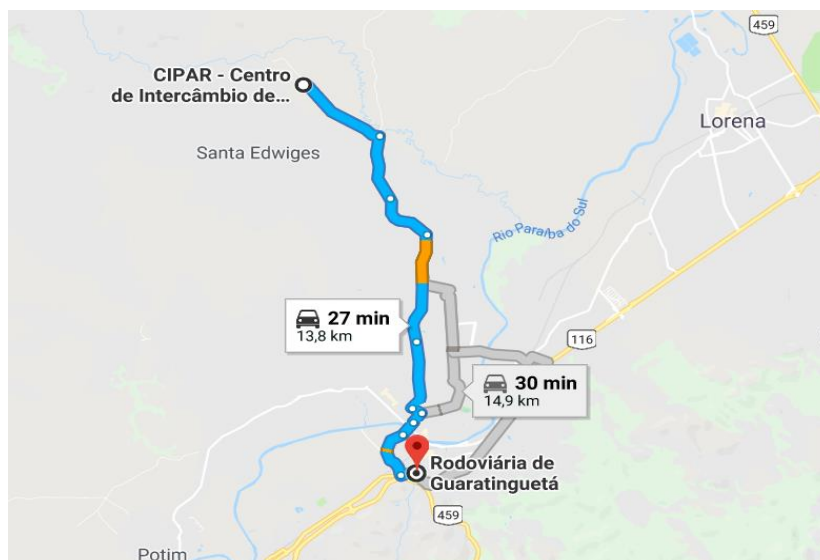 459
CIPAR - Centro
de Intercâmbio de...
Lorena
Santa Edwiges
Rio Paraíba do Sul
27 min
13,8 km
116
30 min
14,9 km
Rodoviária de
Guaratinguetá
459
Potim